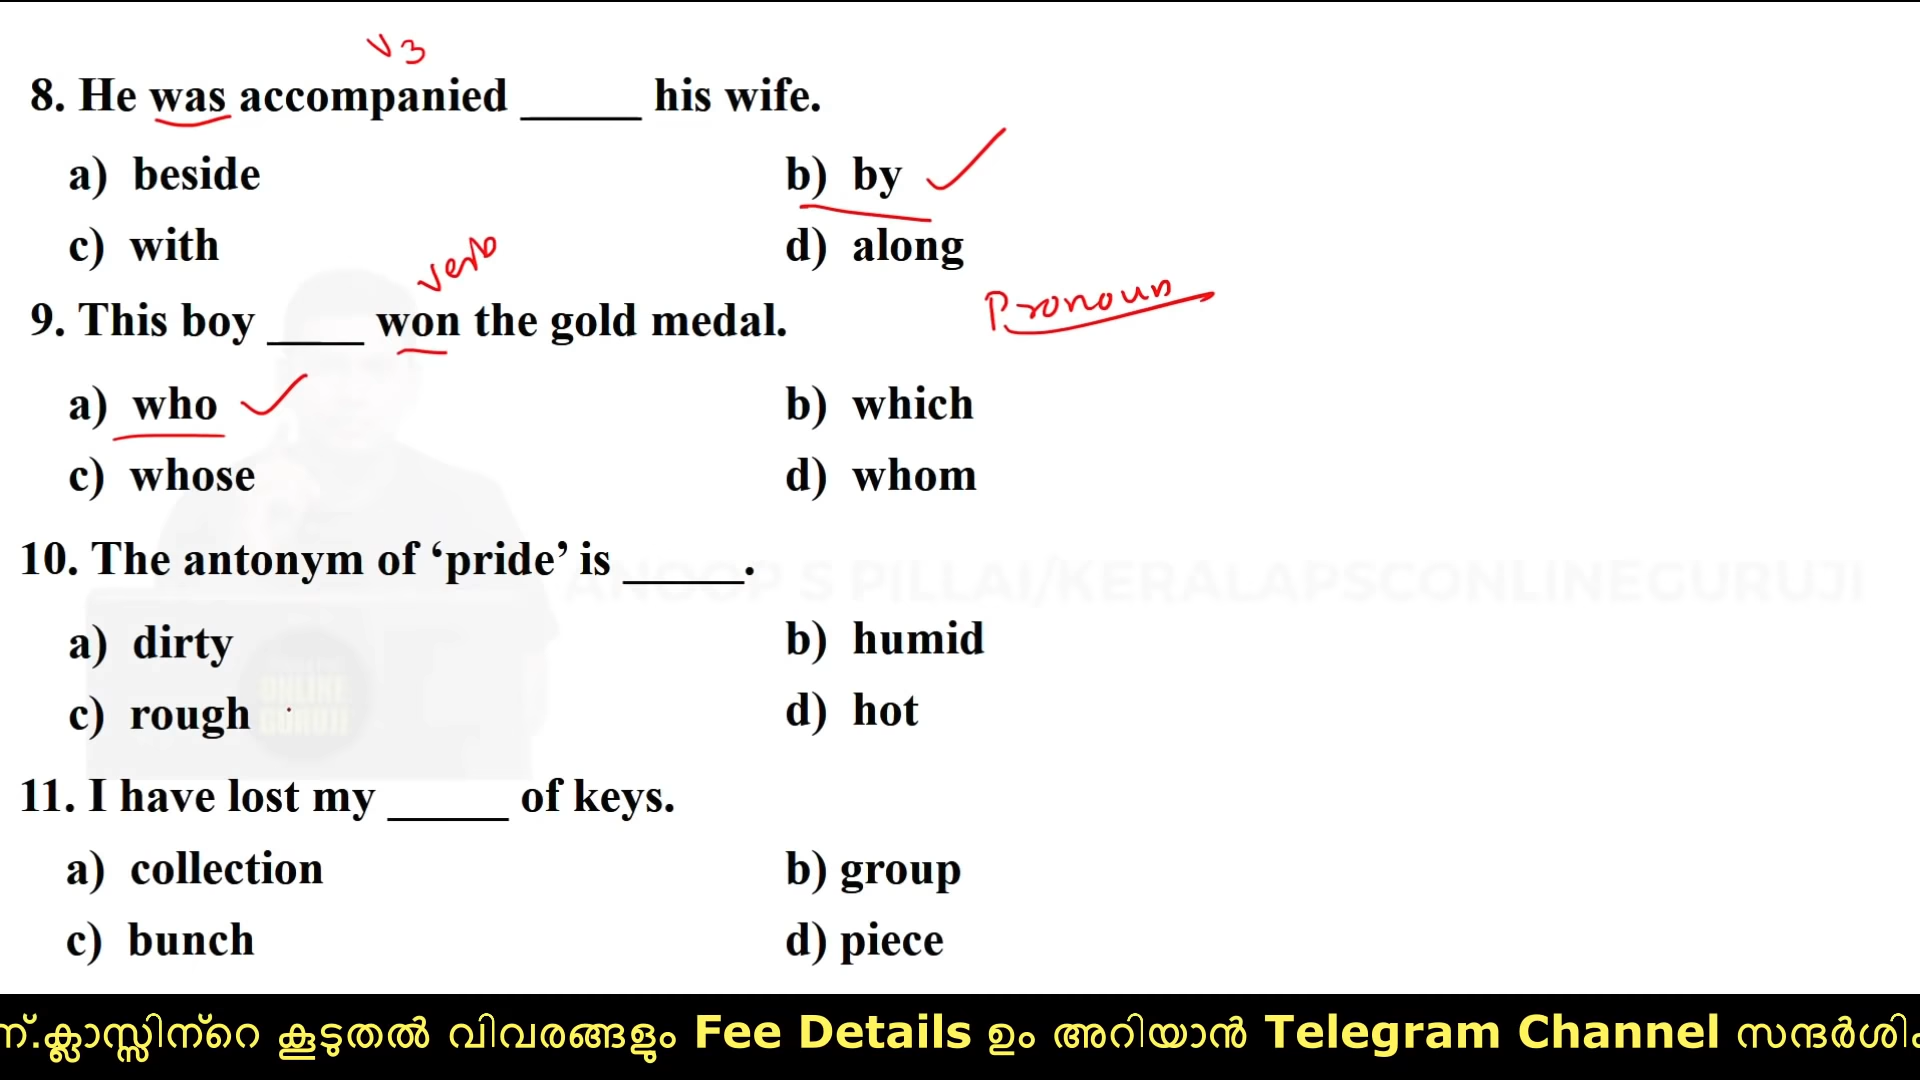 V3
8. He was accompanied _____ his wife.
a) beside
b) by
c) with
d) along
verb
9. This boy ____ won the gold medal.
Pronoun
a) who
b) which
c) whose
d) whom
10. The antonym of ‘pride’ is _____.
ANOOP S PILLAI/KERALAPSCONLINEGURUJI
a) dirty
b) humid
ONLINE
GURUJI
c) rough
d) hot
11. I have lost my _____ of keys.
a) collection
b) group
c) bunch
d) piece
ന്.ക്ലാസ്സിന്റെ കൂടുതൽ വിവരങ്ങളും Fee Details ഉം അറിയാൻ Telegram Channel സന്ദർശി